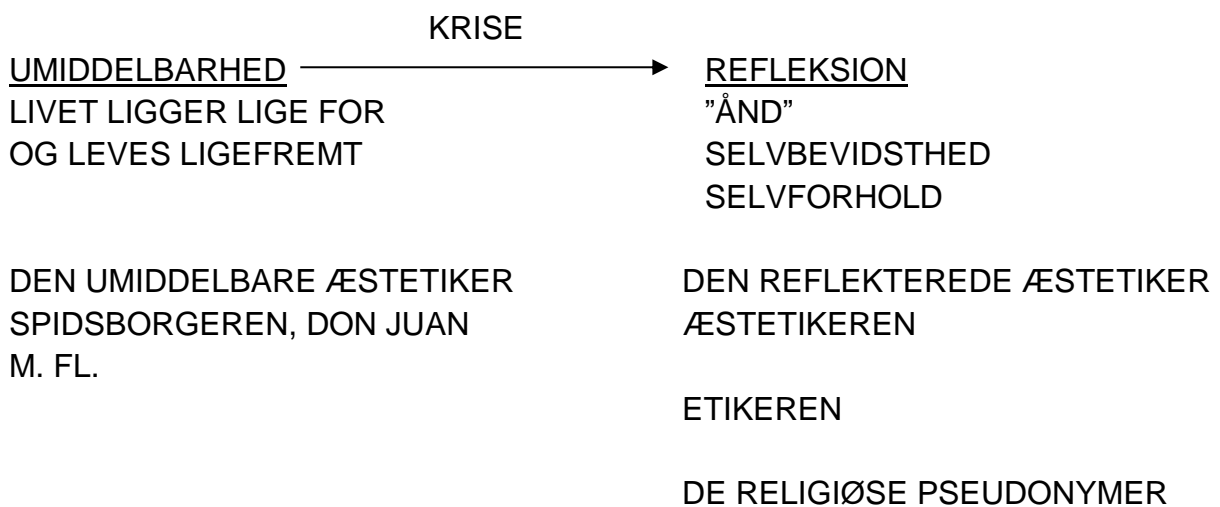 KRISE
UMIDDELBARHED
LIVET LIGGER LIGE FOR
OG LEVES LIGEFREMT
REFLEKSION
”ÅND”
SELVBEVIDSTHED
SELVFORHOLD
DEN UMIDDELBARE ÆSTETIKER
SPIDSBORGEREN, DON JUAN
M. FL.
DEN REFLEKTEREDE ÆSTETIKER
ÆSTETIKEREN
ETIKEREN
DE RELIGIØSE PSEUDONYMER